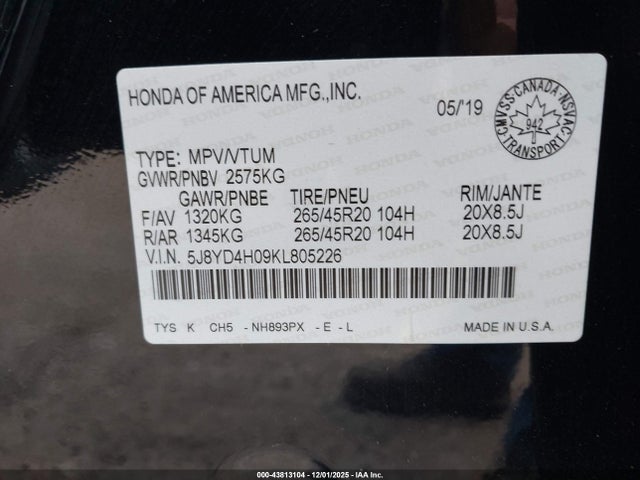 HONDA OF AMERICA MFG.,INC.
05/19
CMVSS·CANADA·NSVAC
942
TRANSPORT
TYPE: MPV/VTUM
GVWR/PNBV 2575KG
GAWR/PNBE TIRE/PNEU RIM/JANTE
F/AV 1320KG 265/45R20 104H 20X8.5J
R/AR 1345KG 265/45R20 104H 20X8.5J
V.I.N. 5J8YD4H09KL805226
TYS K CH5 -NH893PX -E -L MADE IN U.S.A.
000-43813104 * 12/01/2025 - IAA Inc.